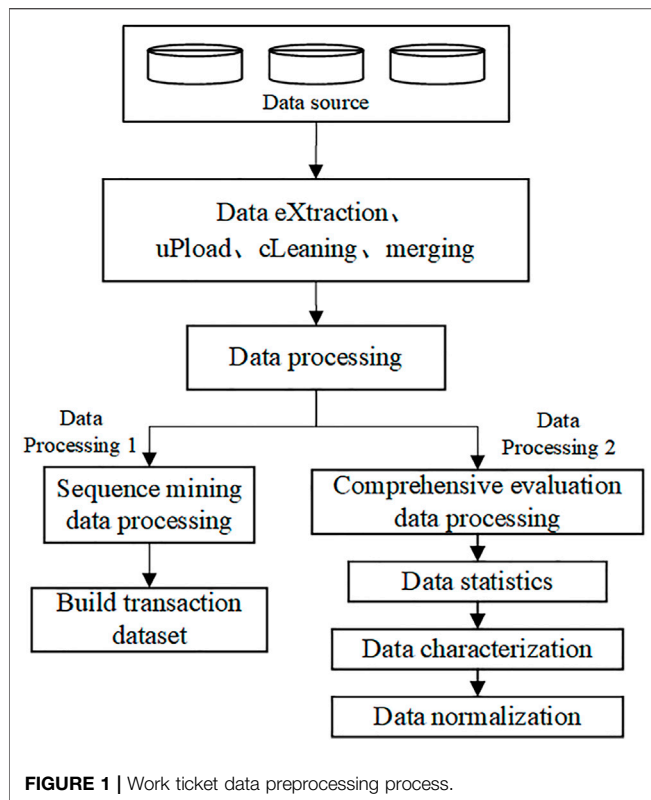 Data source
Data eXtraction、
uPload、cLeaning、merging
Data processing
Data
Processing 1
Data
Processing 2
Sequence mining
data processing
Comprehensive evaluation
data processing
Build transaction
dataset
Data statistics
Data characterization
Data normalization
FIGURE 1 | Work ticket data preprocessing process.